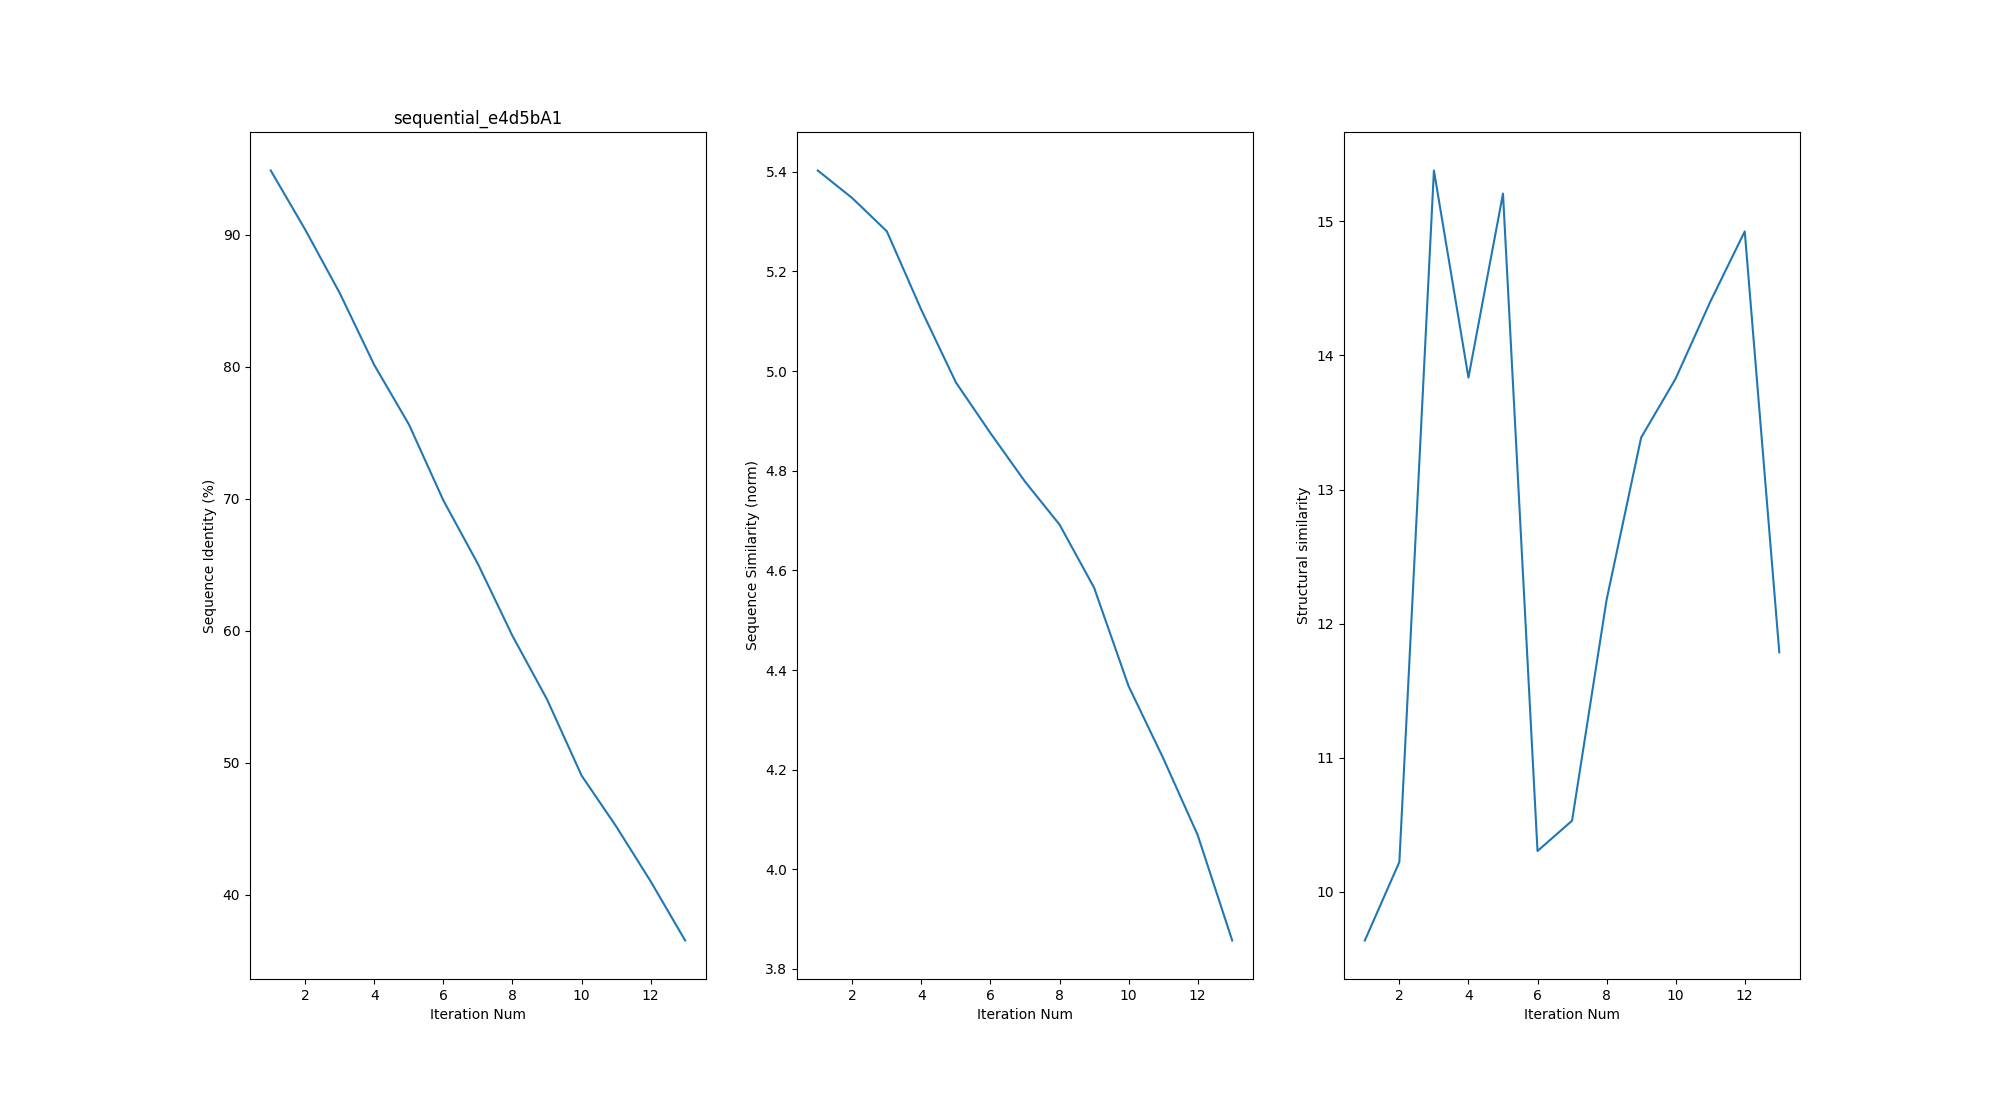 sequential_e4d5bA1
Sequence Identity (%)
90
80
70
60
50
40
2 4 6 8 10 12
Iteration Num
Sequence Similarity (norm)
5.4
5.2
5.0
4.8
4.6
4.4
4.2
4.0
3.8
2 4 6 8 10 12
Iteration Num
Structural similarity
15
14
13
12
11
10
2 4 6 8 10 12
Iteration Num